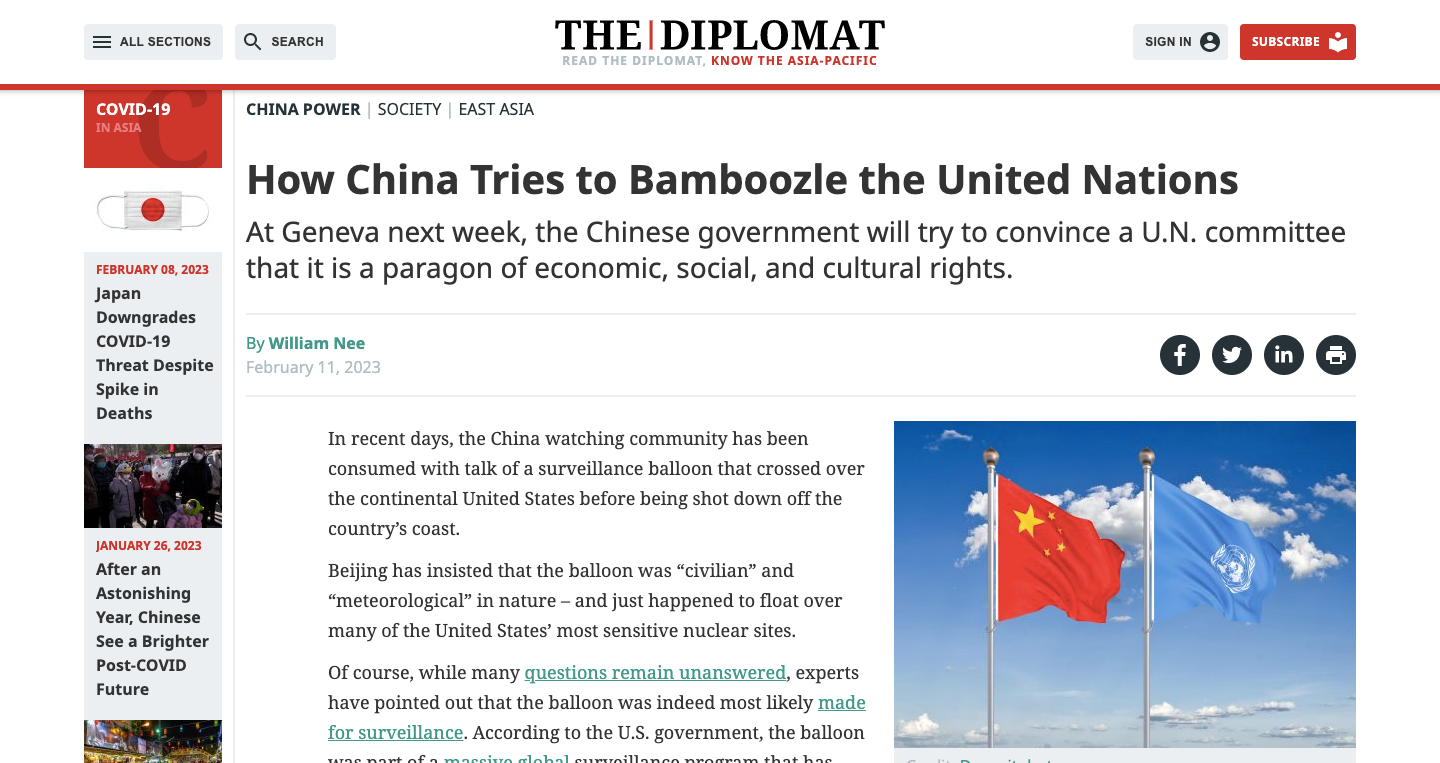 ALL SECTIONS
SEARCH
THE|DIPLOMAT
READ THE DIPLOMAT, KNOW THE ASIA-PACIFIC
SIGN IN
SUBSCRIBE
COVID-19
IN ASIA
FEBRUARY 08, 2023
Japan
Downgrades
COVID-19
Threat Despite
Spike in
Deaths
JANUARY 26, 2023
After an
Astonishing
Year, Chinese
See a Brighter
Post-COVID
Future
CHINA POWER | SOCIETY | EAST ASIA
How China Tries to Bamboozle the United Nations
At Geneva next week, the Chinese government will try to convince a U.N. committee
that it is a paragon of economic, social, and cultural rights.
By William Nee
February 11, 2023
In recent days, the China watching community has been
consumed with talk of a surveillance balloon that crossed over
the continental United States before being shot down off the
country’s coast.
Beijing has insisted that the balloon was “civilian” and
“meteorological” in nature – and just happened to float over
many of the United States’ most sensitive nuclear sites.
Of course, while many questions remain unanswered, experts
have pointed out that the balloon was indeed most likely made
for surveillance. According to the U.S. government, the balloon
was part of a massive global surveillance program that has